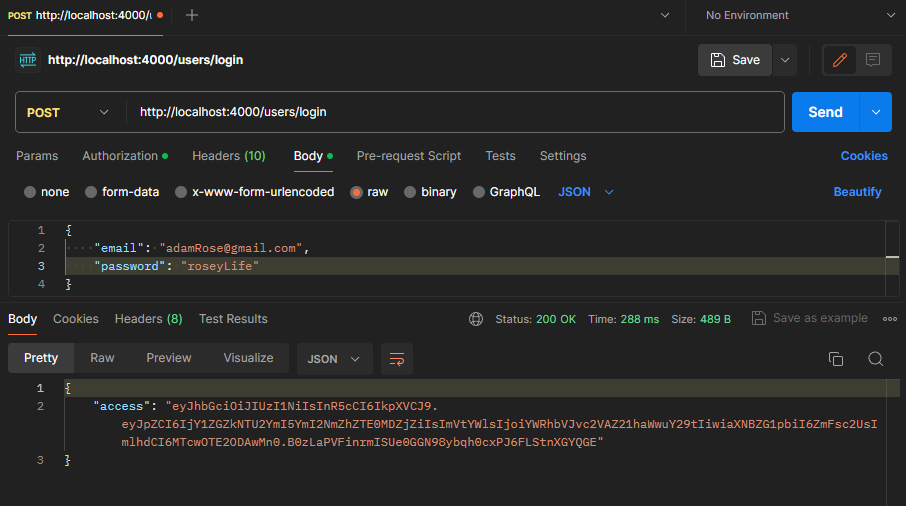 POST http://localhost:4000/u
No Environment
HTTP http://localhost:4000/users/login
Save
POST http://localhost:4000/users/login
Send
Params Authorization Headers (10) Body Pre-request Script Tests Settings Cookies
none form-data x-www-form-urlencoded raw binary GraphQL JSON Beautify
1 {
2 "email": "adamRose@gmail.com",
3 "password": "roseyLife"
4 }
Body Cookies Headers (8) Test Results Status: 200 OK Time: 288 ms Size: 489 B Save as example
Pretty Raw Preview Visualize JSON
1 {
2 "access": "eyJhbGciOiJIUzI1NiIsInR5cCI6IkpXVCJ9.
eyJpZCI6IjY1ZGZkNTU2YmI5YmI2NmZhZTE0MDZjZiIsImVtYWlsIjoiYWRhbVJvc2VAZ21haWwuY29tIiwiaXNBZG1pbiI6ZmFsc2UsI
mlhdCI6MTcwOTE2ODAwMn0.B0zLaPVFinrmISUe0GGN98ybqh0cxPJ6FLStnXGYQGE"
3 }